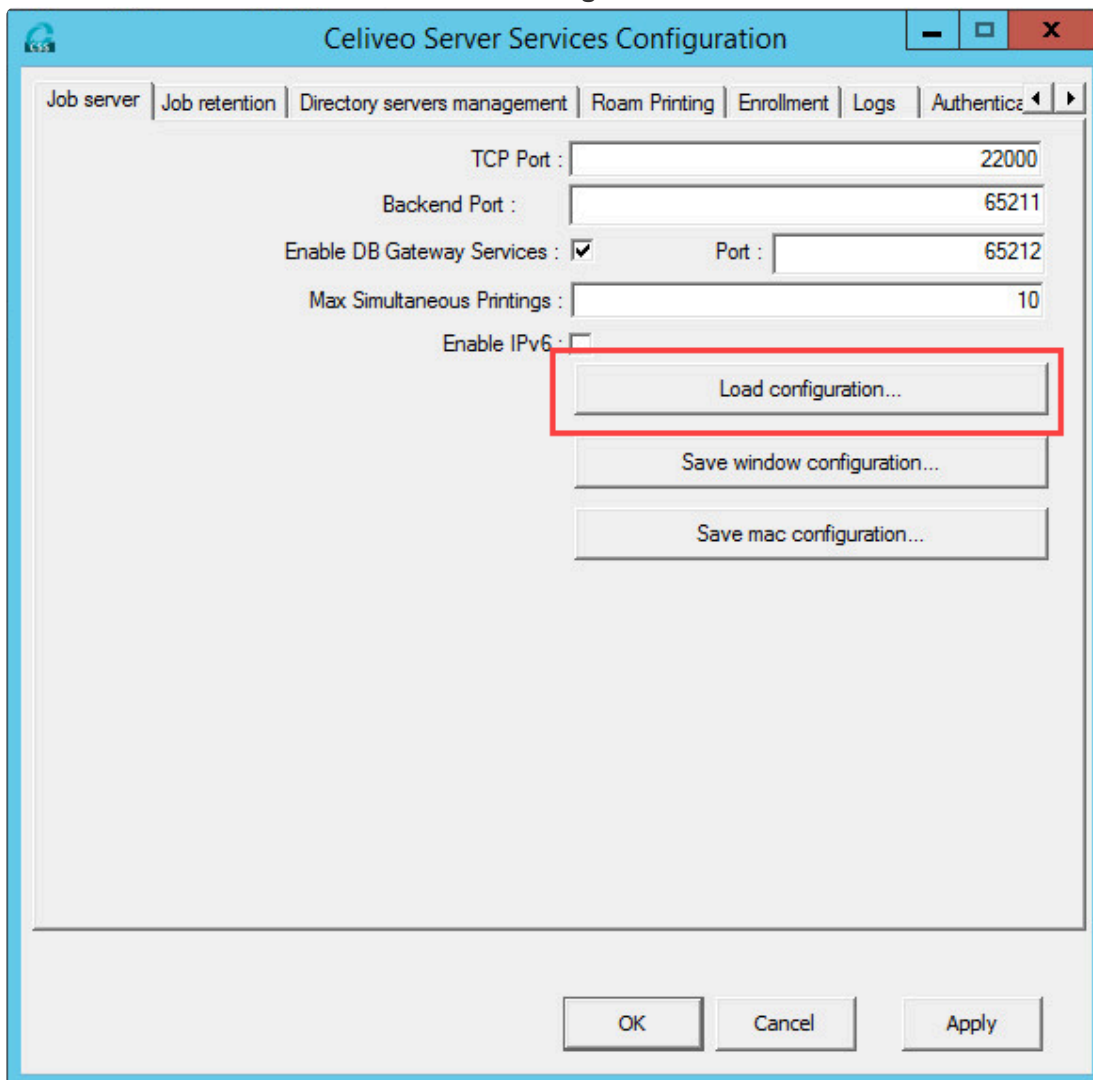 CSS
Celiveo Server Services Configuration
Job server Job retention Directory servers management Roam Printing Enrollment Logs Authentica
TCP Port : 22000
Backend Port : 65211
Enable DB Gateway Services : Port : 65212
Max Simultaneous Printings : 10
Enable IPv6 :
Load configuration...
Save window configuration...
Save mac configuration...
OK Cancel Apply